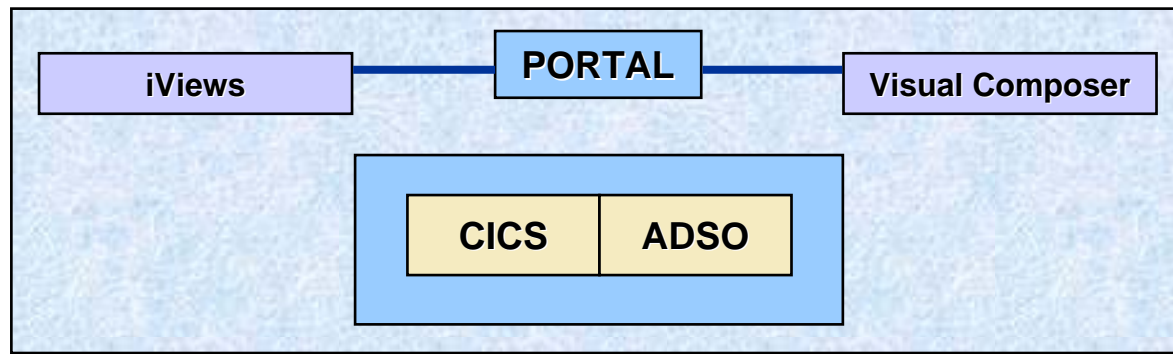 iViews
PORTAL
Visual Composer
CICS
ADSO